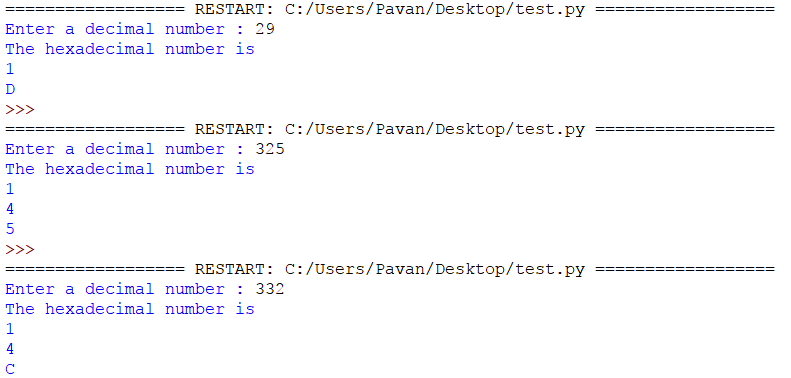 ================== RESTART: C:/Users/Pavan/Desktop/test.py ==================
Enter a decimal number : 29
The hexadecimal number is
1
D
>>>
================== RESTART: C:/Users/Pavan/Desktop/test.py ==================
Enter a decimal number : 325
The hexadecimal number is
1
4
5
>>>
================== RESTART: C:/Users/Pavan/Desktop/test.py ==================
Enter a decimal number : 332
The hexadecimal number is
1
4
C